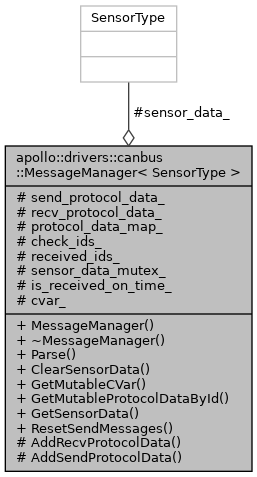 SensorType
#sensor_data_
apollo::drivers::canbus
::MessageManager< SensorType >
# send_protocol_data_
# recv_protocol_data_
# protocol_data_map_
# check_ids_
# received_ids_
# sensor_data_mutex_
# is_received_on_time_
# cvar_
+ MessageManager()
+ ~MessageManager()
+ Parse()
+ ClearSensorData()
+ GetMutableCVar()
+ GetMutableProtocolDataById()
+ GetSensorData()
+ ResetSendMessages()
# AddRecvProtocolData()
# AddSendProtocolData()